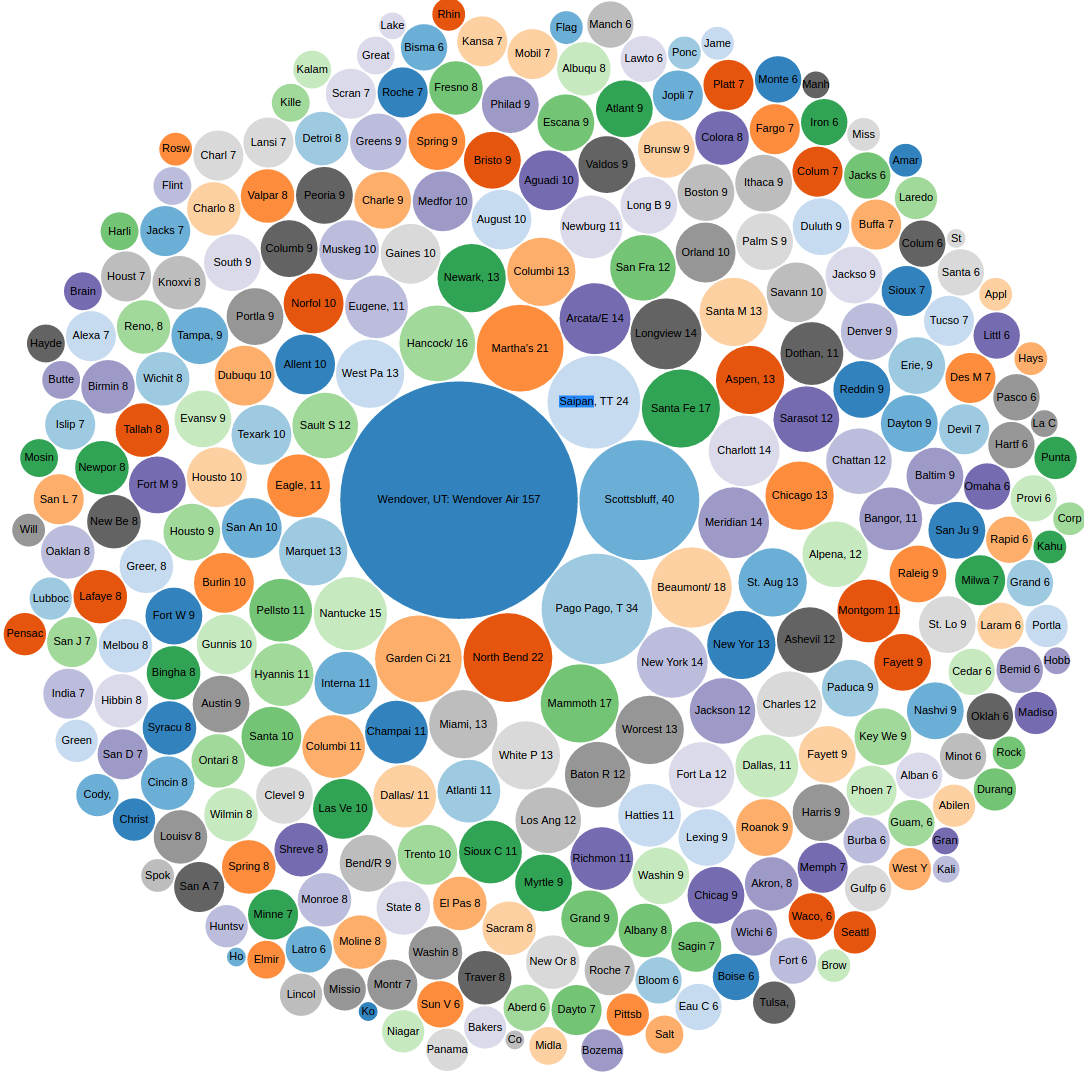 Rhin
Lake
Manch 6
Flag
Kansa 7
Jame
Bisma 6
Mobil 7
Ponc
Great
Lawto 6
Kalam
Albuqu 8
Monte 6
Platt 7
Manh
Fresno 8
Roche 7
Scran 7
Jopli 7
Kille
Philad 9
Atlant 9
Escana 9
Iron 6
Fargo 7
Miss
Colora 8
Detroi 8
Greens 9
Spring 9
Lansi 7
Rosw
Brunsw 9
Charl 7
Bristo 9
Amar
Valdos 9
Colum 7
Jacks 6
Aguadi 10
Ithaca 9
Flint
Boston 9
Valpar 8
Peoria 9
Laredo
Charle 9
Medfor 10
Long B 9
Charlo 8
August 10
Buffa 7
Newburg 11
Duluth 9
Harli
Jacks 7
St
Palm S 9
Colum 6
Columb 9
Muskeg 10
Orland 10
Gaines 10
South 9
San Fra 12
Columbi 13
Santa 6
Jackso 9
Houst 7
Newark, 13
Knoxvi 8
Sioux 7
Brain
Savann 10
Appl
Norfol 10
Eugene, 11
Santa M 13
Portla 9
Arcata/E 14
Tucso 7
Reno, 8
Denver 9
Longview 14
Alexa 7
Tampa, 9
Littl 6
Hayde
Hancock/ 16
Martha's 21
Dothan, 11
Hays
Allent 10
Erie, 9
West Pa 13
Dubuqu 10
Wichit 8
Butte
Aspen, 13
Des M 7
Birmin 8
Reddin 9
Pasco 6
Saipan, TT 24
Santa Fe 17
Evansv 9
Sarasot 12
Dayton 9
La C
Islip 7
Sault S 12
Tallah 8
Devil 7
Texark 10
Hartf 6
Charlott 14
Mosin
Punta
Chattan 12
Newpor 8
Baltim 9
Housto 10
Fort M 9
Eagle, 11
Omaha 6
Chicago 13
Provi 6
San L 7
Wendover, UT: Wendover Air 157
Scottsbluff, 40
Bangor, 11
Corp
New Be 8
Meridian 14
San An 10
Will
San Ju 9
Housto 9
Rapid 6
Kahu
Oaklan 8
Marquet 13
Alpena, 12
Greer, 8
Raleig 9
Milwa 7
Burlin 10
St. Aug 13
Grand 6
Beaumont/ 18
Lafaye 8
Lubboc
Pago Pago, T 34
Pellsto 11
Montgom 11
Nantucke 15
Fort W 9
St. Lo 9
Laram 6
Portla
Pensac
Ashevil 12
San J 7
Gunnis 10
Melbou 8
New Yor 13
Garden Ci 21
North Bend 22
Hobb
New York 14
Fayett 9
Bemid 6
Cedar 6
Bingha 8
Hyannis 11
Interna 11
Paduca 9
India 7
Hibbin 8
Austin 9
Mammoth 17
Charles 12
Nashvi 9
Jackson 12
Madiso
Oklah 6
Miami, 13
Syracu 8
Worcest 13
Champai 11
Santa 10
Key We 9
Green
Columbi 11
Rock
San D 7
White P 13
Fayett 9
Minot 6
Ontari 8
Dallas, 11
Baton R 12
Fort La 12
Alban 6
Cincin 8
Durang
Phoen 7
Atlanti 11
Cody,
Clevel 9
Dallas/ 11
Abilen
Las Ve 10
Harris 9
Wilmin 8
Hatties 11
Christ
Los Ang 12
Guam, 6
Roanok 9
Louisv 8
Lexing 9
Burba 6
Gran
Shreve 8
Sioux C 11
Trento 10
Richmon 11
Bend/R 9
Spring 8
Memph 7
West Y
Kali
Spok
Washin 9
Myrtle 9
Akron, 8
San A 7
Gulfp 6
Chicag 9
Monroe 8
El Pas 8
State 8
Minne 7
Waco, 6
Grand 9
Huntsv
Sacram 8
Albany 8
Wichi 6
Seattl
Moline 8
Sagin 7
Latro 6
Washin 8
Ho
Elmir
New Or 8
Fort 6
Brow
Roche 7
Boise 6
Traver 8
Bloom 6
Montr 7
Missio
Lincol
Tulsa,
Sun V 6
Eau C 6
Aberd 6
Dayto 7
Ko
Pittsb
Bakers
Niagar
Salt
Co
Midla
Panama
Bozema